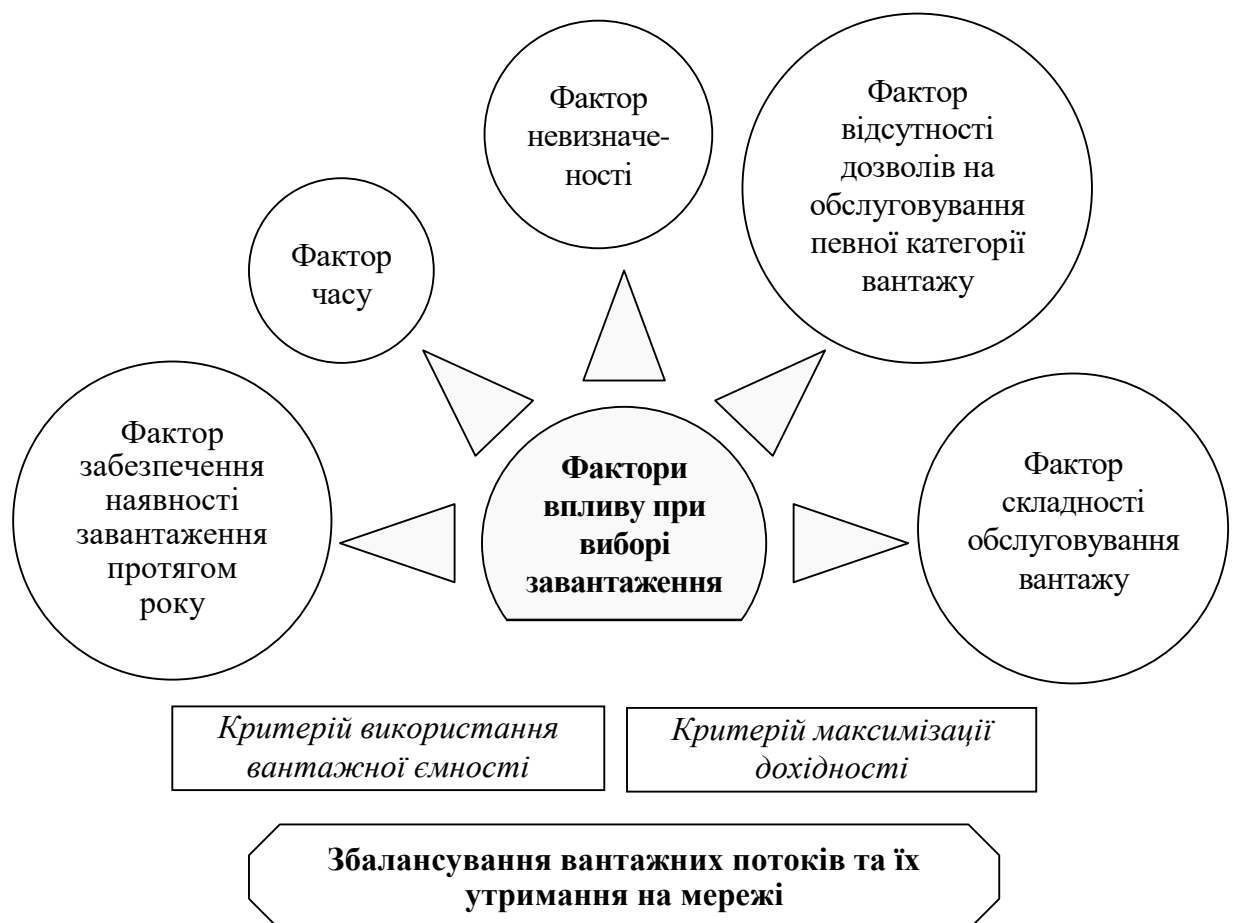 Фактор
невизначе-
ності
Фактор
відсутності
дозволів на
обслуговування
певної категорії
вантажу
Фактор
часу
Фактор
забезпечення
наявності
завантаження
протягом
року
Фактори
впливу при
виборі
завантаження
Фактор
складності
обслуговування
вантажу
Критерій використання
вантажної ємності
Критерій максимізації
дохідності
Збалансування вантажних потоків та їх
утримання на мережі